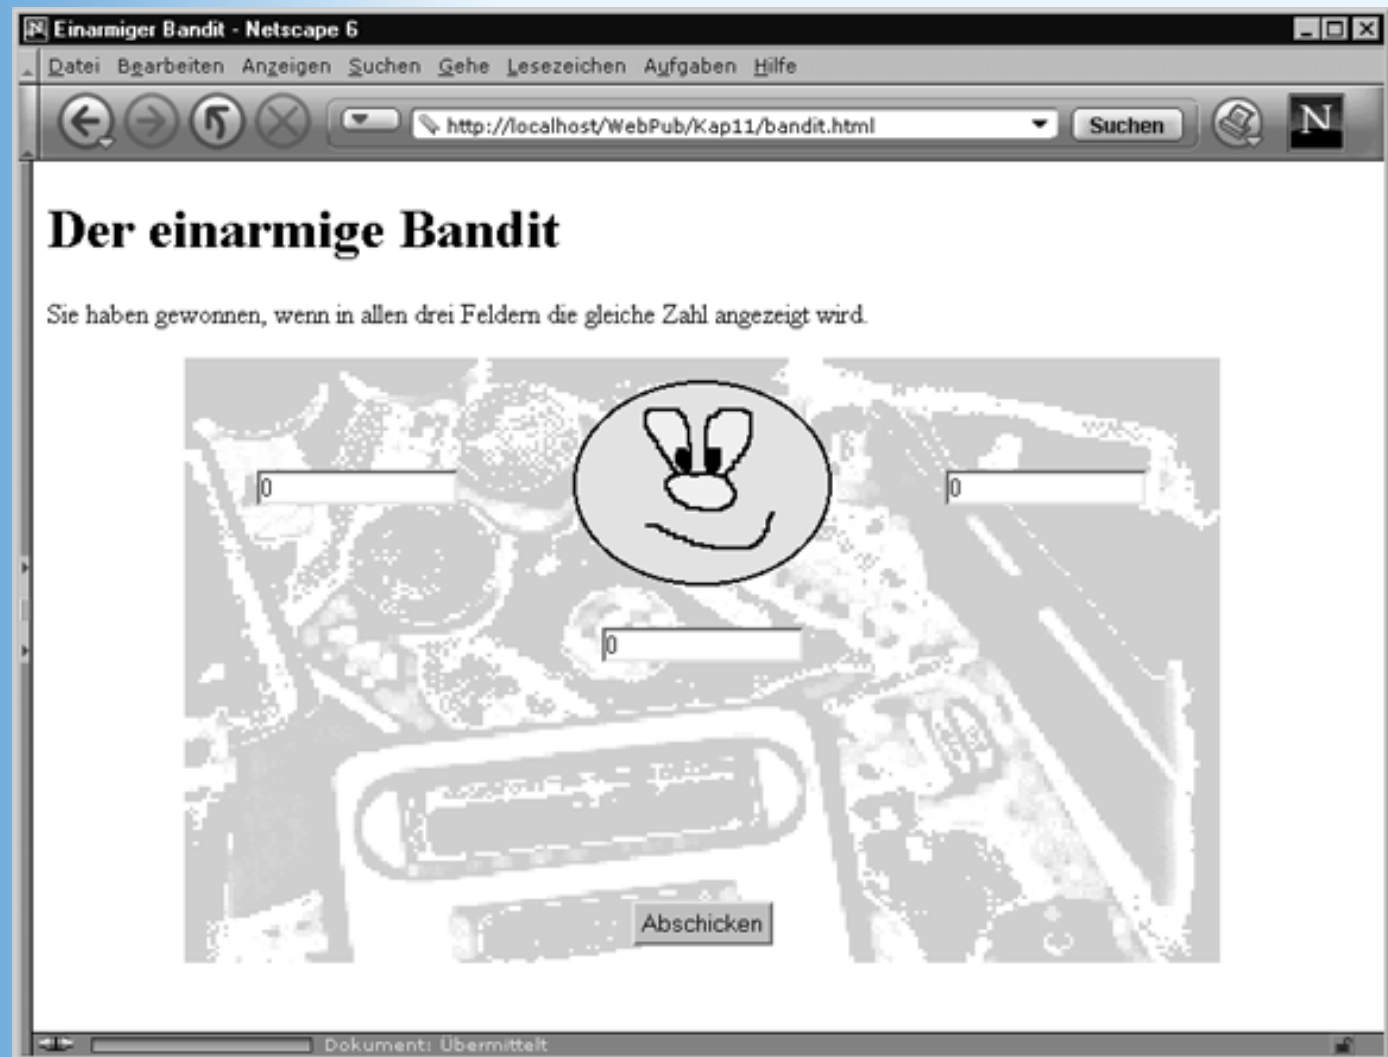 Einarmiger Bandit - Netscape 6
Datei Bearbeiten Anzeigen Suchen Gehe Lesezeichen Aufgaben Hilfe
http://localhost/WebPub/Kap11/bandit.html Suchen N
Der einarmige Bandit
Sie haben gewonnen, wenn in allen drei Feldern die gleiche Zahl angezeigt wird.
0 0
0
Abschicken
Dokument: Übermittelt